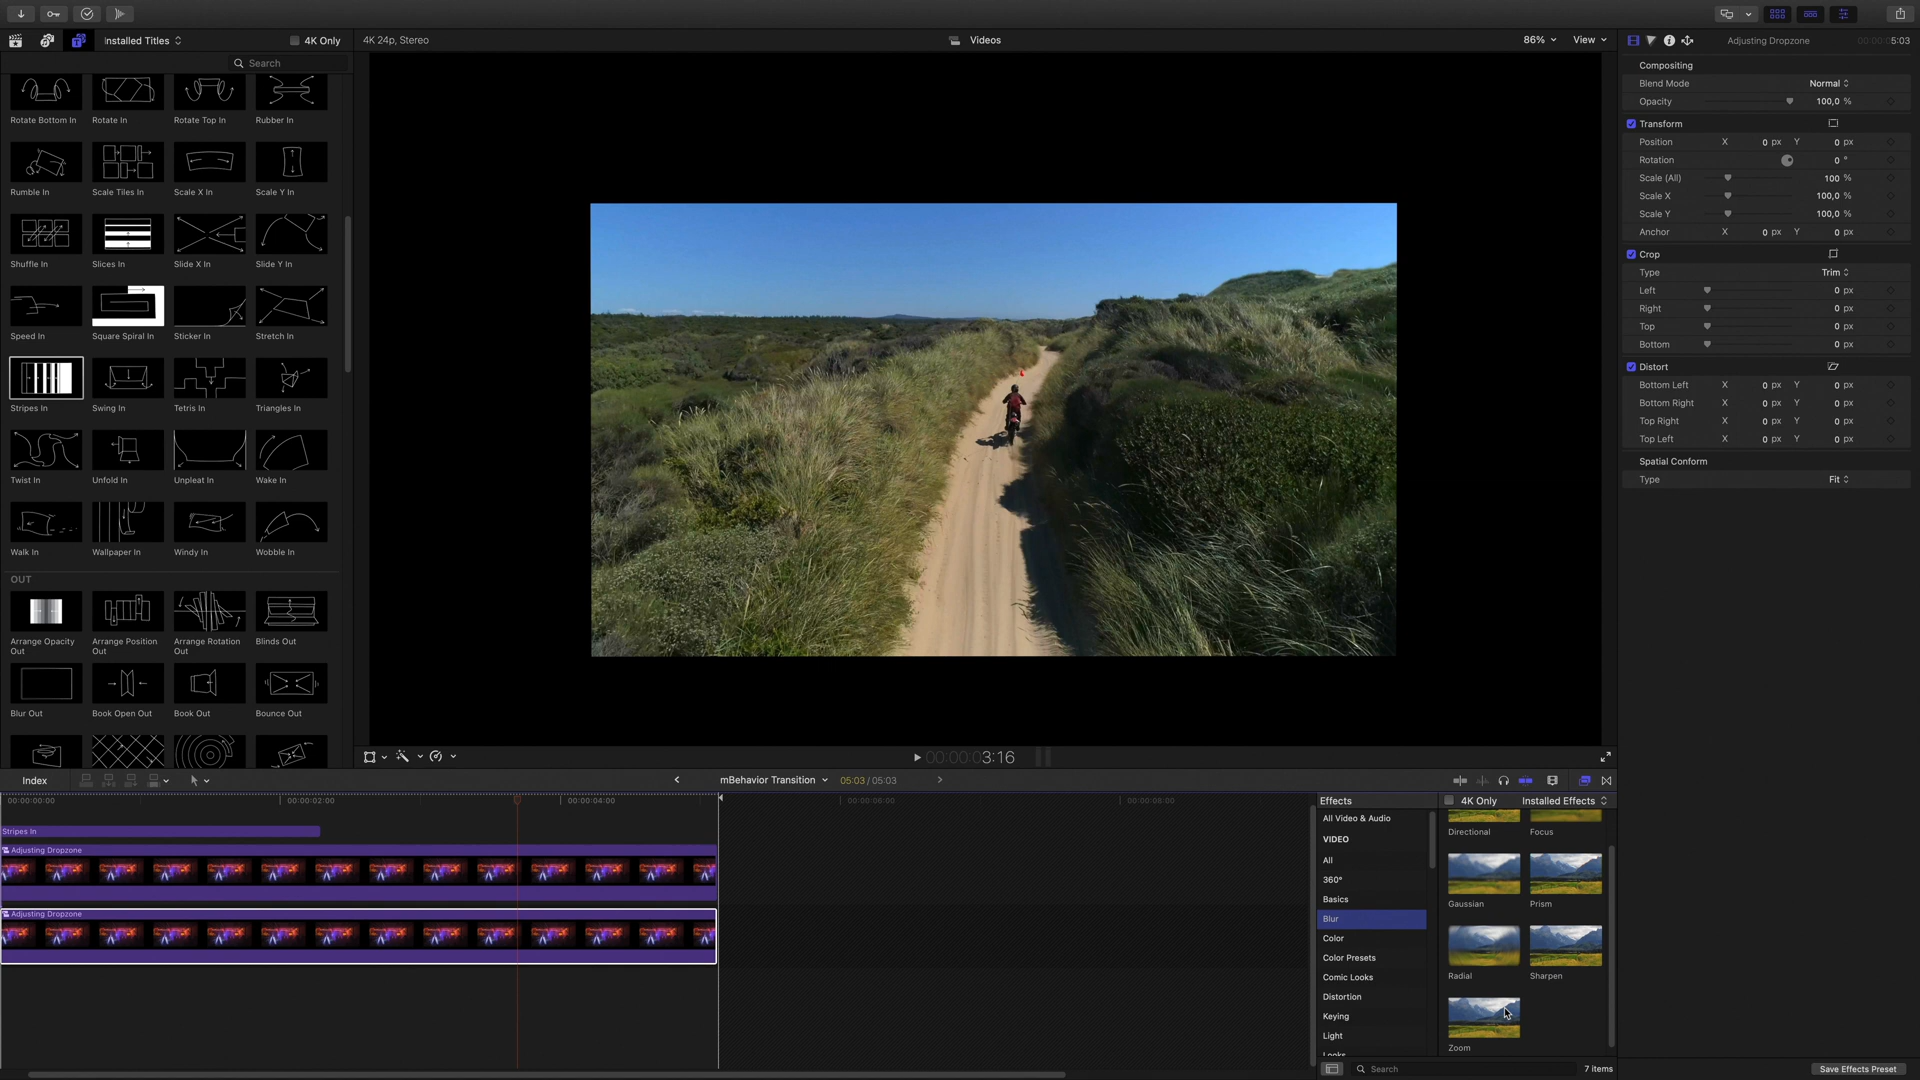 Installed Titles
4K Only
4K 24p, Stereo
Videos
86%
View
Adjusting Dropzone
00:00:05:03
Search
Rotate Bottom In
Rotate In
Rotate Top In
Rubber In
Rumble In
Scale Tiles In
Scale X In
Scale Y In
Shuffle In
Slices In
Slide X In
Slide Y In
Speed In
Square Spiral In
Sticker In
Stretch In
Stripes In
Swing In
Tetris In
Triangles In
Twist In
Unfold In
Unpleat In
Wake In
Walk In
Wallpaper In
Windy In
Wobble In
OUT
Arrange Opacity
Out
Arrange Position
Out
Arrange Rotation
Out
Blinds Out
Blur Out
Book Open Out
Book Out
Bounce Out
Compositing
Blend Mode Normal
Opacity 100,0 %
Transform
Position X 0 px Y 0 px
Rotation 0 °
Scale (All) 100 %
Scale X 100,0 %
Scale Y 100,0 %
Anchor X 0 px Y 0 px
Crop
Type Trim
Left 0 px
Right 0 px
Top 0 px
Bottom 0 px
Distort
Bottom Left X 0 px Y 0 px
Bottom Right X 0 px Y 0 px
Top Right X 0 px Y 0 px
Top Left X 0 px Y 0 px
Spatial Conform
Type Fit
00:00:03:16
Index
mBehavior Transition
05:03 / 05:03
00:00:00:00
00:00:02:00
00:00:04:00
00:00:06:00
00:00:08:00
Stripes In
Adjusting Dropzone
Adjusting Dropzone
Effects
4K Only
Installed Effects
All Video & Audio
VIDEO
All
360°
Basics
Blur
Color
Color Presets
Comic Looks
Distortion
Keying
Light
Looks
Directional
Focus
Gaussian
Prism
Radial
Sharpen
Zoom
Search
7 items
Save Effects Preset